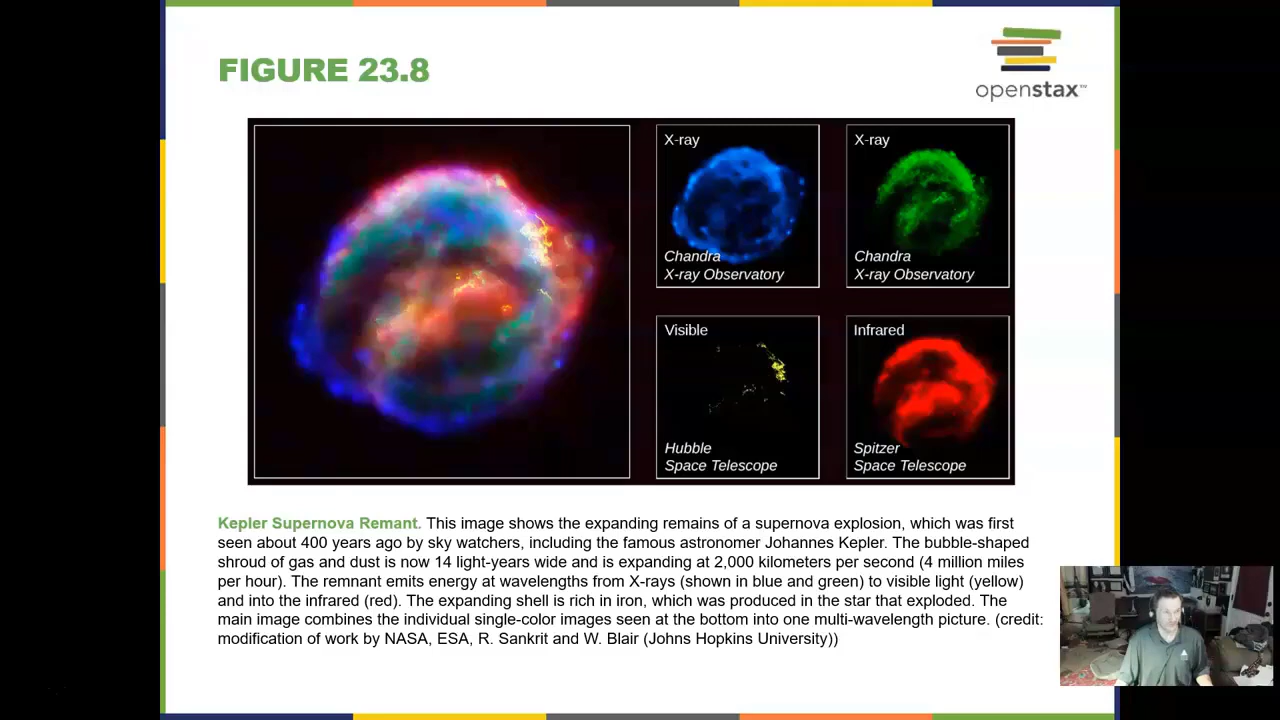 FIGURE 23.8
openstax™
X-ray
Chandra
X-ray Observatory
X-ray
Chandra
X-ray Observatory
Visible
Hubble
Space Telescope
Infrared
Spitzer
Space Telescope
Kepler Supernova Remant. This image shows the expanding remains of a supernova explosion, which was first
seen about 400 years ago by sky watchers, including the famous astronomer Johannes Kepler. The bubble-shaped
shroud of gas and dust is now 14 light-years wide and is expanding at 2,000 kilometers per second (4 million miles
per hour). The remnant emits energy at wavelengths from X-rays (shown in blue and green) to visible light (yellow)
and into the infrared (red). The expanding shell is rich in iron, which was produced in the star that exploded. The
main image combines the individual single-color images seen at the bottom into one multi-wavelength picture. (credit:
modification of work by NASA, ESA, R. Sankrit and W. Blair (Johns Hopkins University))